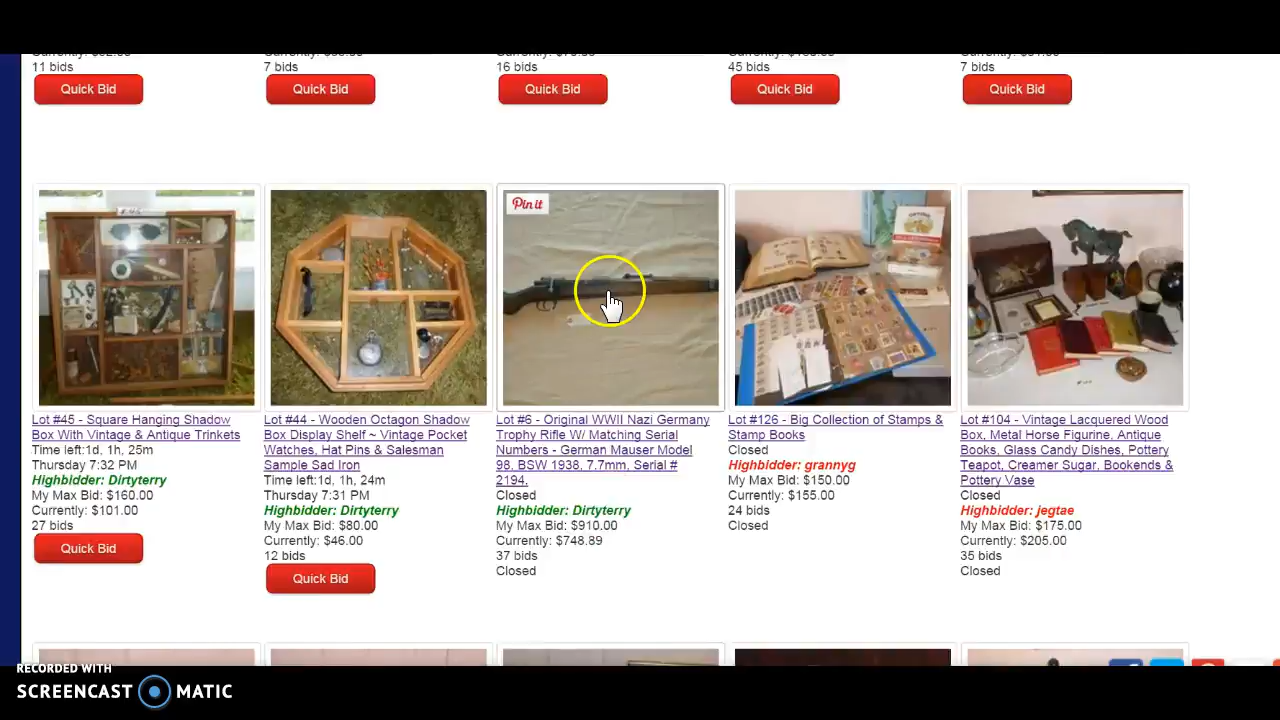 11 bids
7 bids
16 bids
45 bids
7 bids
Quick Bid
Quick Bid
Quick Bid
Quick Bid
Quick Bid
Pin it
Lot #45 - Square Hanging Shadow
Box With Vintage & Antique Trinkets
Time left:1d, 1h, 25m
Thursday 7:32 PM
Highbidder: Dirtyterry
My Max Bid: $160.00
Currently: $101.00
27 bids
Quick Bid
Lot #44 - Wooden Octagon Shadow
Box Display Shelf ~ Vintage Pocket
Watches, Hat Pins & Salesman
Sample Sad Iron
Time left:1d, 1h, 24m
Thursday 7:31 PM
Highbidder: Dirtyterry
My Max Bid: $80.00
Currently: $46.00
12 bids
Quick Bid
Lot #6 - Original WWII Nazi Germany
Trophy Rifle W/ Matching Serial
Numbers - German Mauser Model
98, BSW 1938, 7.7mm, Serial #
2194.
Closed
Highbidder: Dirtyterry
My Max Bid: $910.00
Currently: $748.89
37 bids
Closed
Lot #126 - Big Collection of Stamps &
Stamp Books
Closed
Highbidder: grannyg
My Max Bid: $150.00
Currently: $155.00
24 bids
Closed
Lot #104 - Vintage Lacquered Wood
Box, Metal Horse Figurine, Antique
Books, Glass Candy Dishes, Pottery
Teapot, Creamer Sugar, Bookends &
Pottery Vase
Closed
Highbidder: jegtae
My Max Bid: $175.00
Currently: $205.00
35 bids
Closed
RECORDED WITH
SCREENCAST MATIC